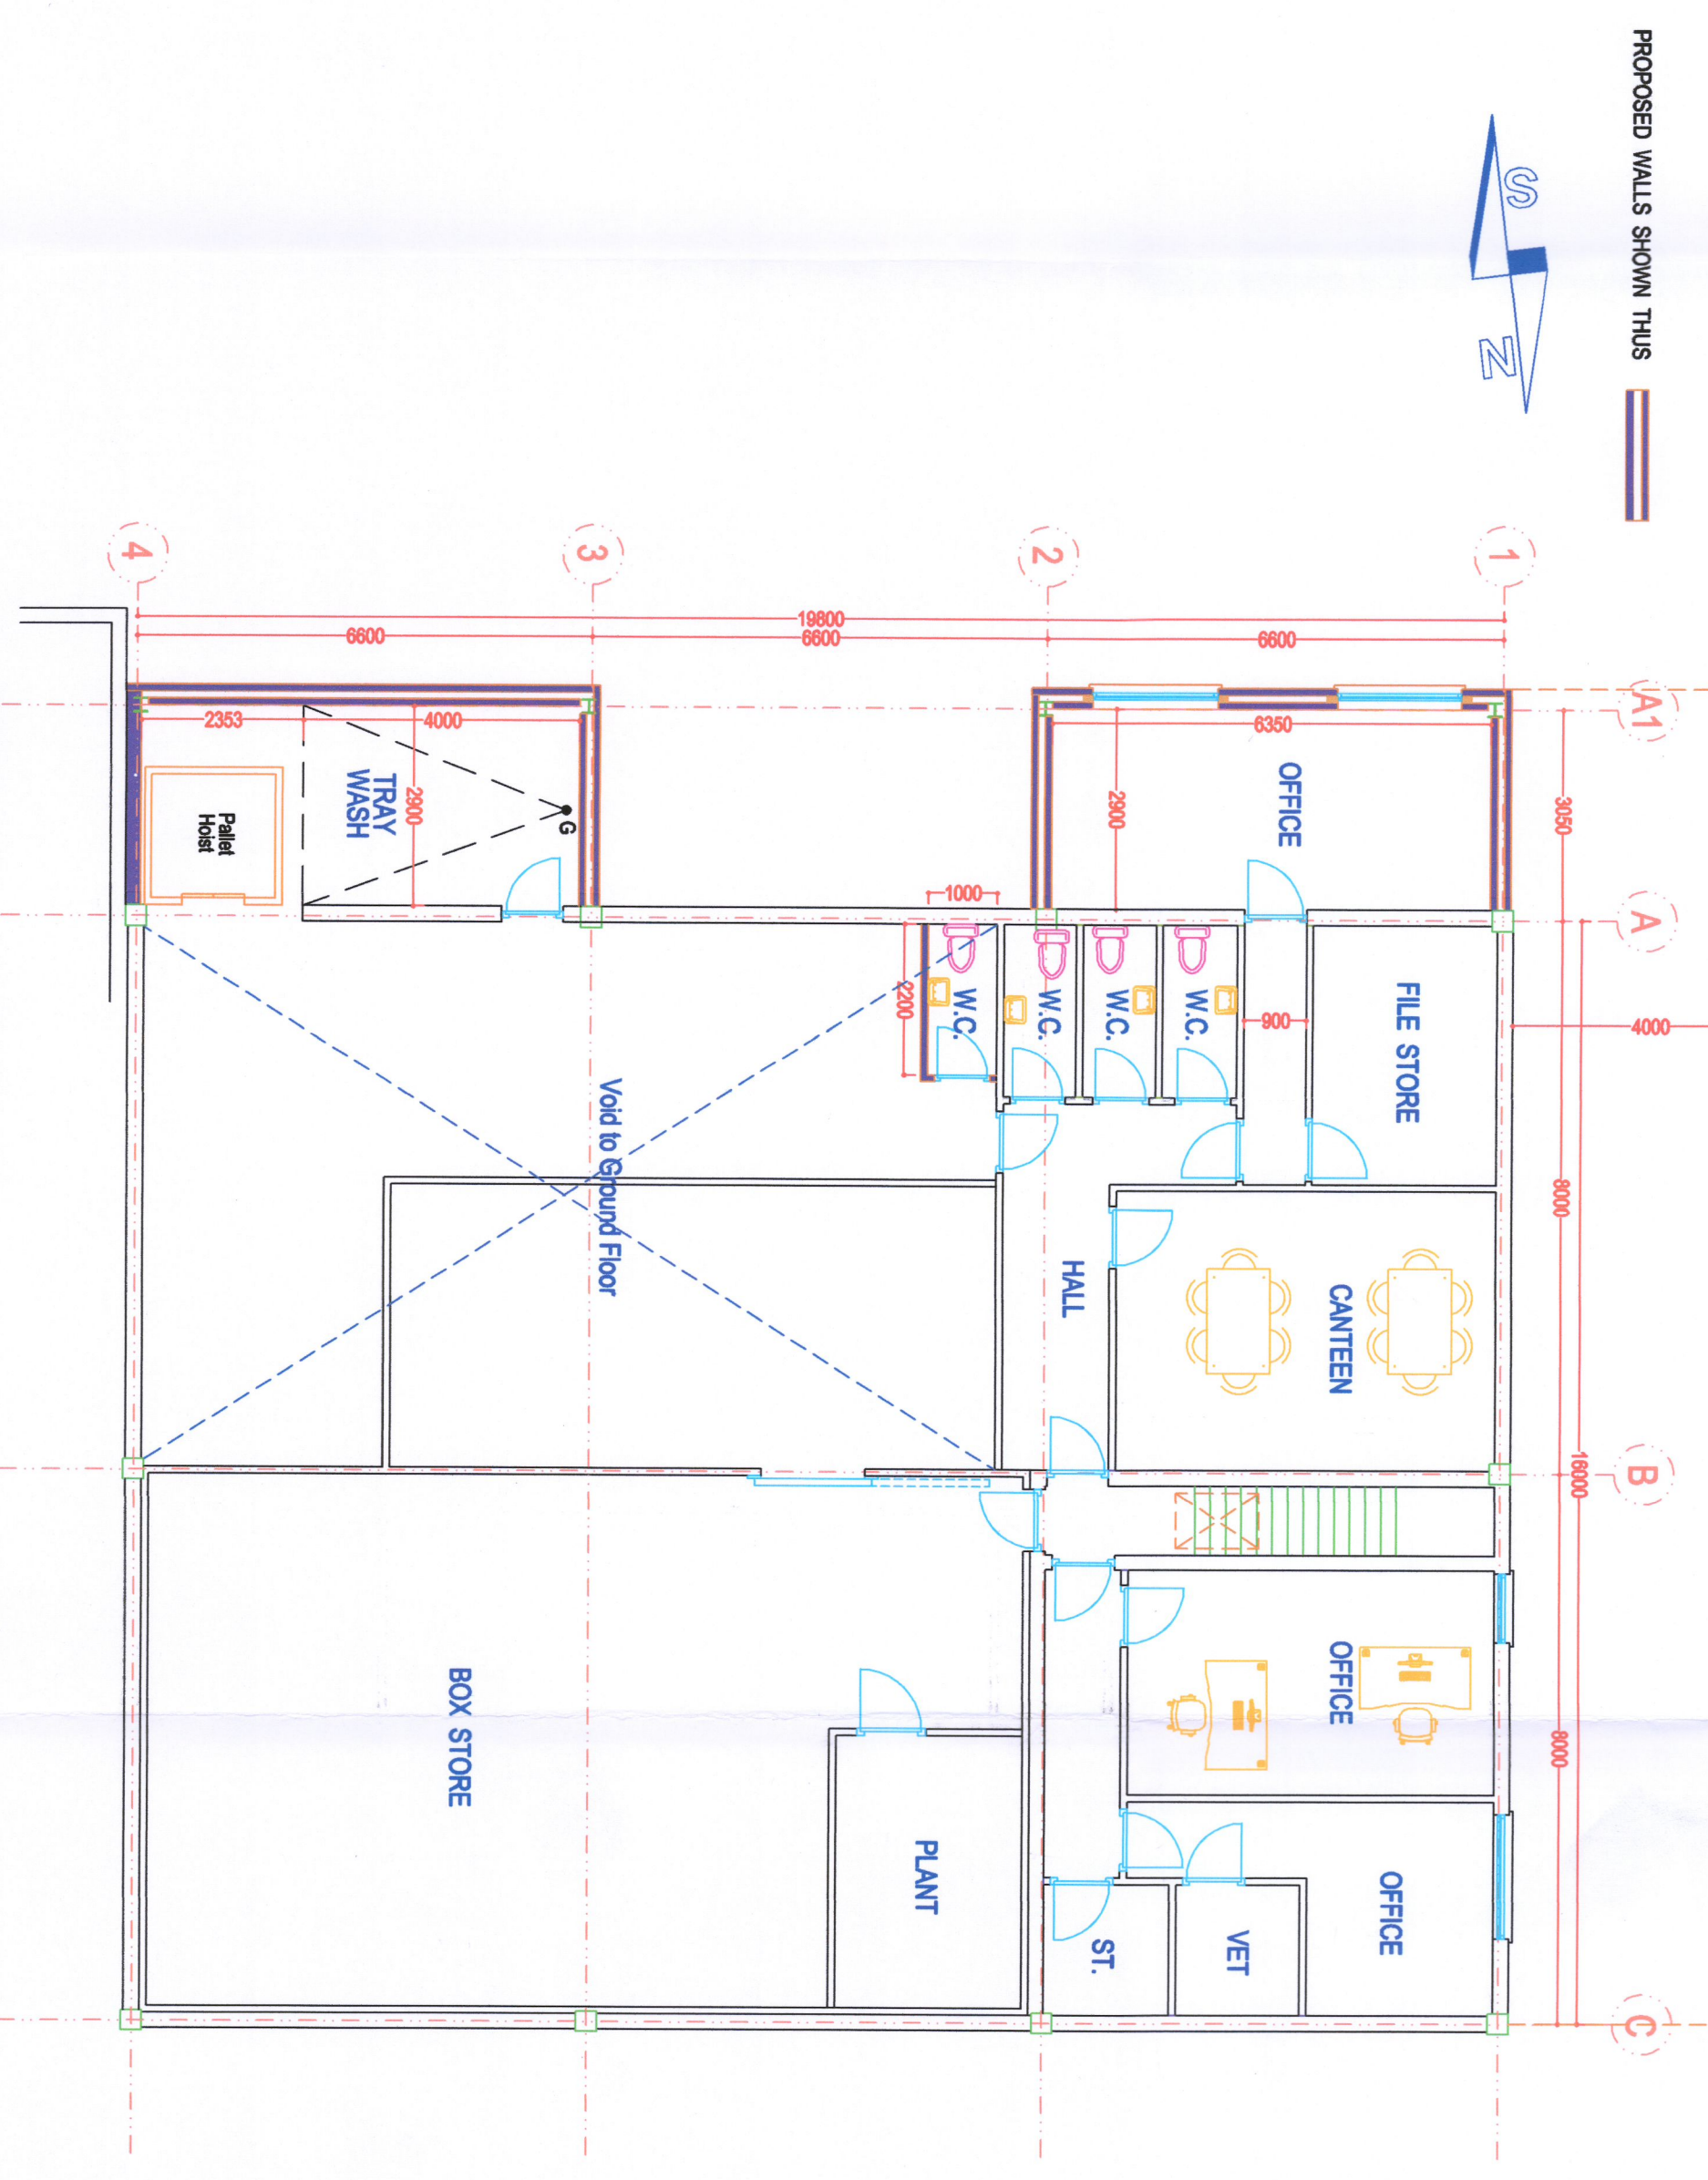 PROPOSED WALLS SHOWN THUS
S
N
4
3
2
1
19800
6600
6600
6600
A1
A
B
C
3050
8000
16000
8000
4000
2353
4000
2900
TRAY
WASH
Pallet
Hoist
G
6350
2900
OFFICE
1000
2200
W.C.
W.C.
W.C.
W.C.
900
FILE STORE
Void to Ground Floor
HALL
CANTEEN
BOX STORE
PLANT
OFFICE
OFFICE
VET
ST.